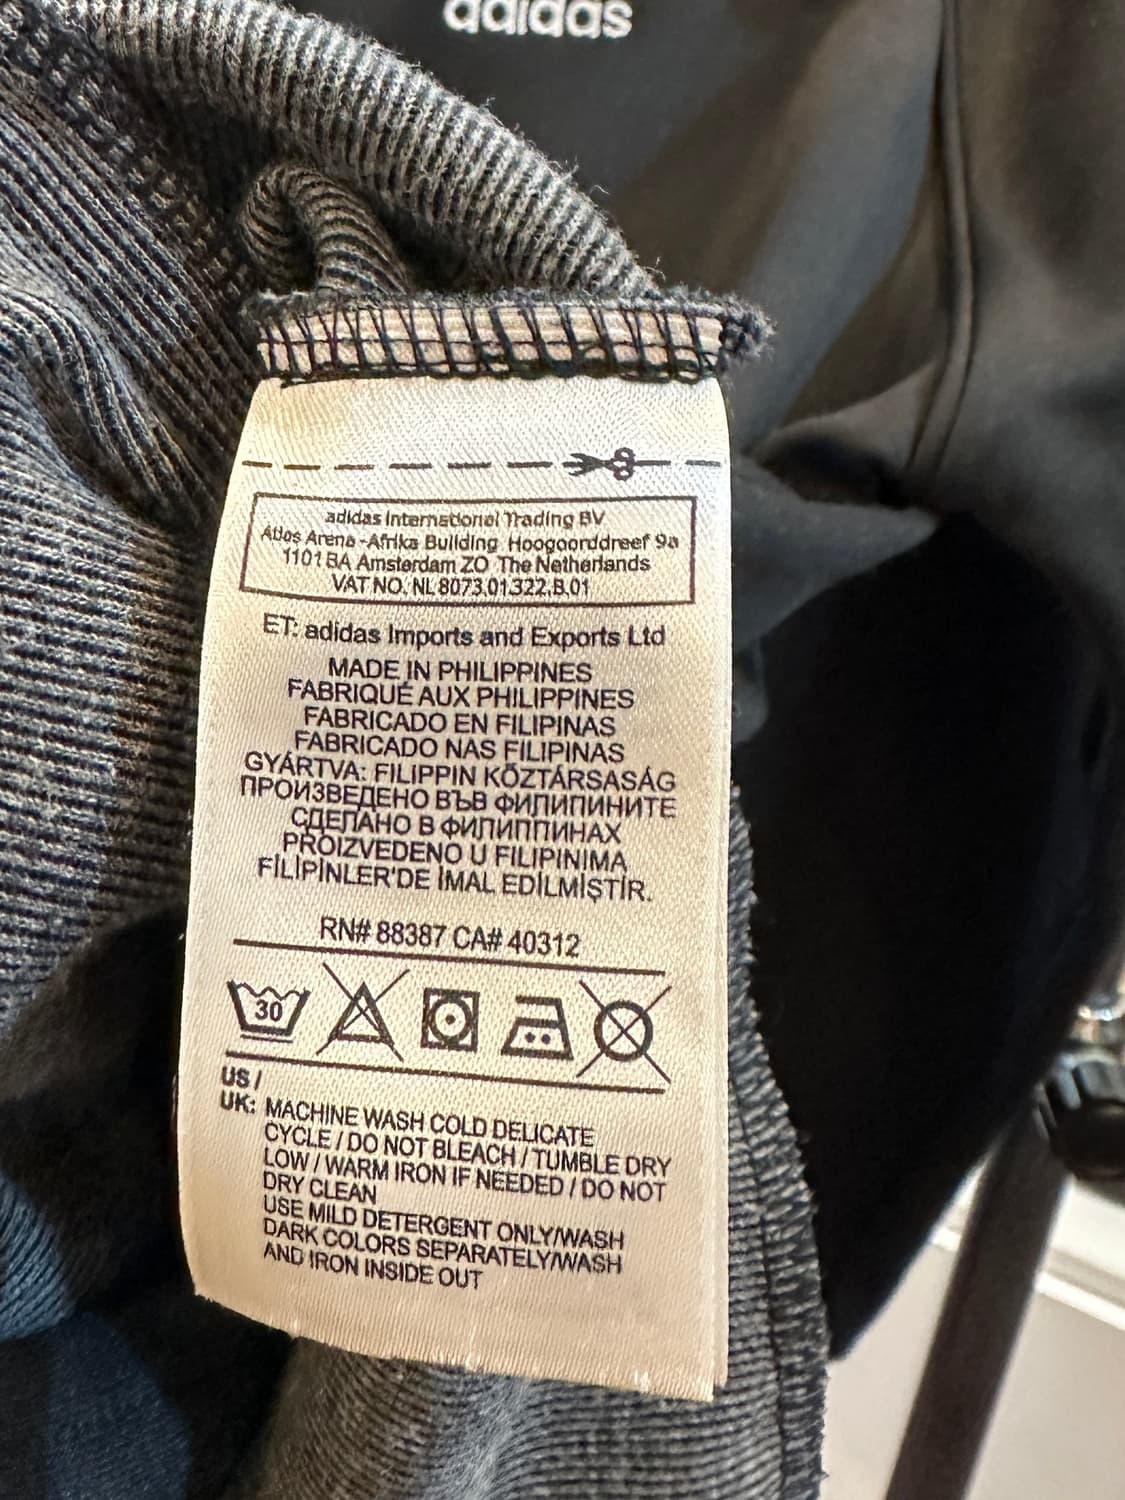 adidas
adidas International Trading BV
Atlas Arena -Afrika Building Hoogoorddreef 9a
1101 BA Amsterdam ZO The Netherlands
VAT NO. NL 8073.01.322.B.01
ET: adidas Imports and Exports Ltd
MADE IN PHILIPPINES
FABRIQUÉ AUX PHILIPPINES
FABRICADO EN FILIPINAS
FABRICADO NAS FILIPINAS
GYÁRTVA: FILIPPIN KÖZTÁRSASÁG
ПРОИЗВЕДЕНО ВЪВ ФИЛИПИНИТЕ
СДЕЛАНО В ФИЛИППИНАХ
PROIZVEDENO U FILIPINIMA
FİLİPİNLER'DE İMAL EDİLMİŞTİR.
RN# 88387 CA# 40312
30
US /
UK: MACHINE WASH COLD DELICATE
CYCLE / DO NOT BLEACH / TUMBLE DRY
LOW / WARM IRON IF NEEDED / DO NOT
DRY CLEAN
USE MILD DETERGENT ONLY/WASH
DARK COLORS SEPARATELY/WASH
AND IRON INSIDE OUT